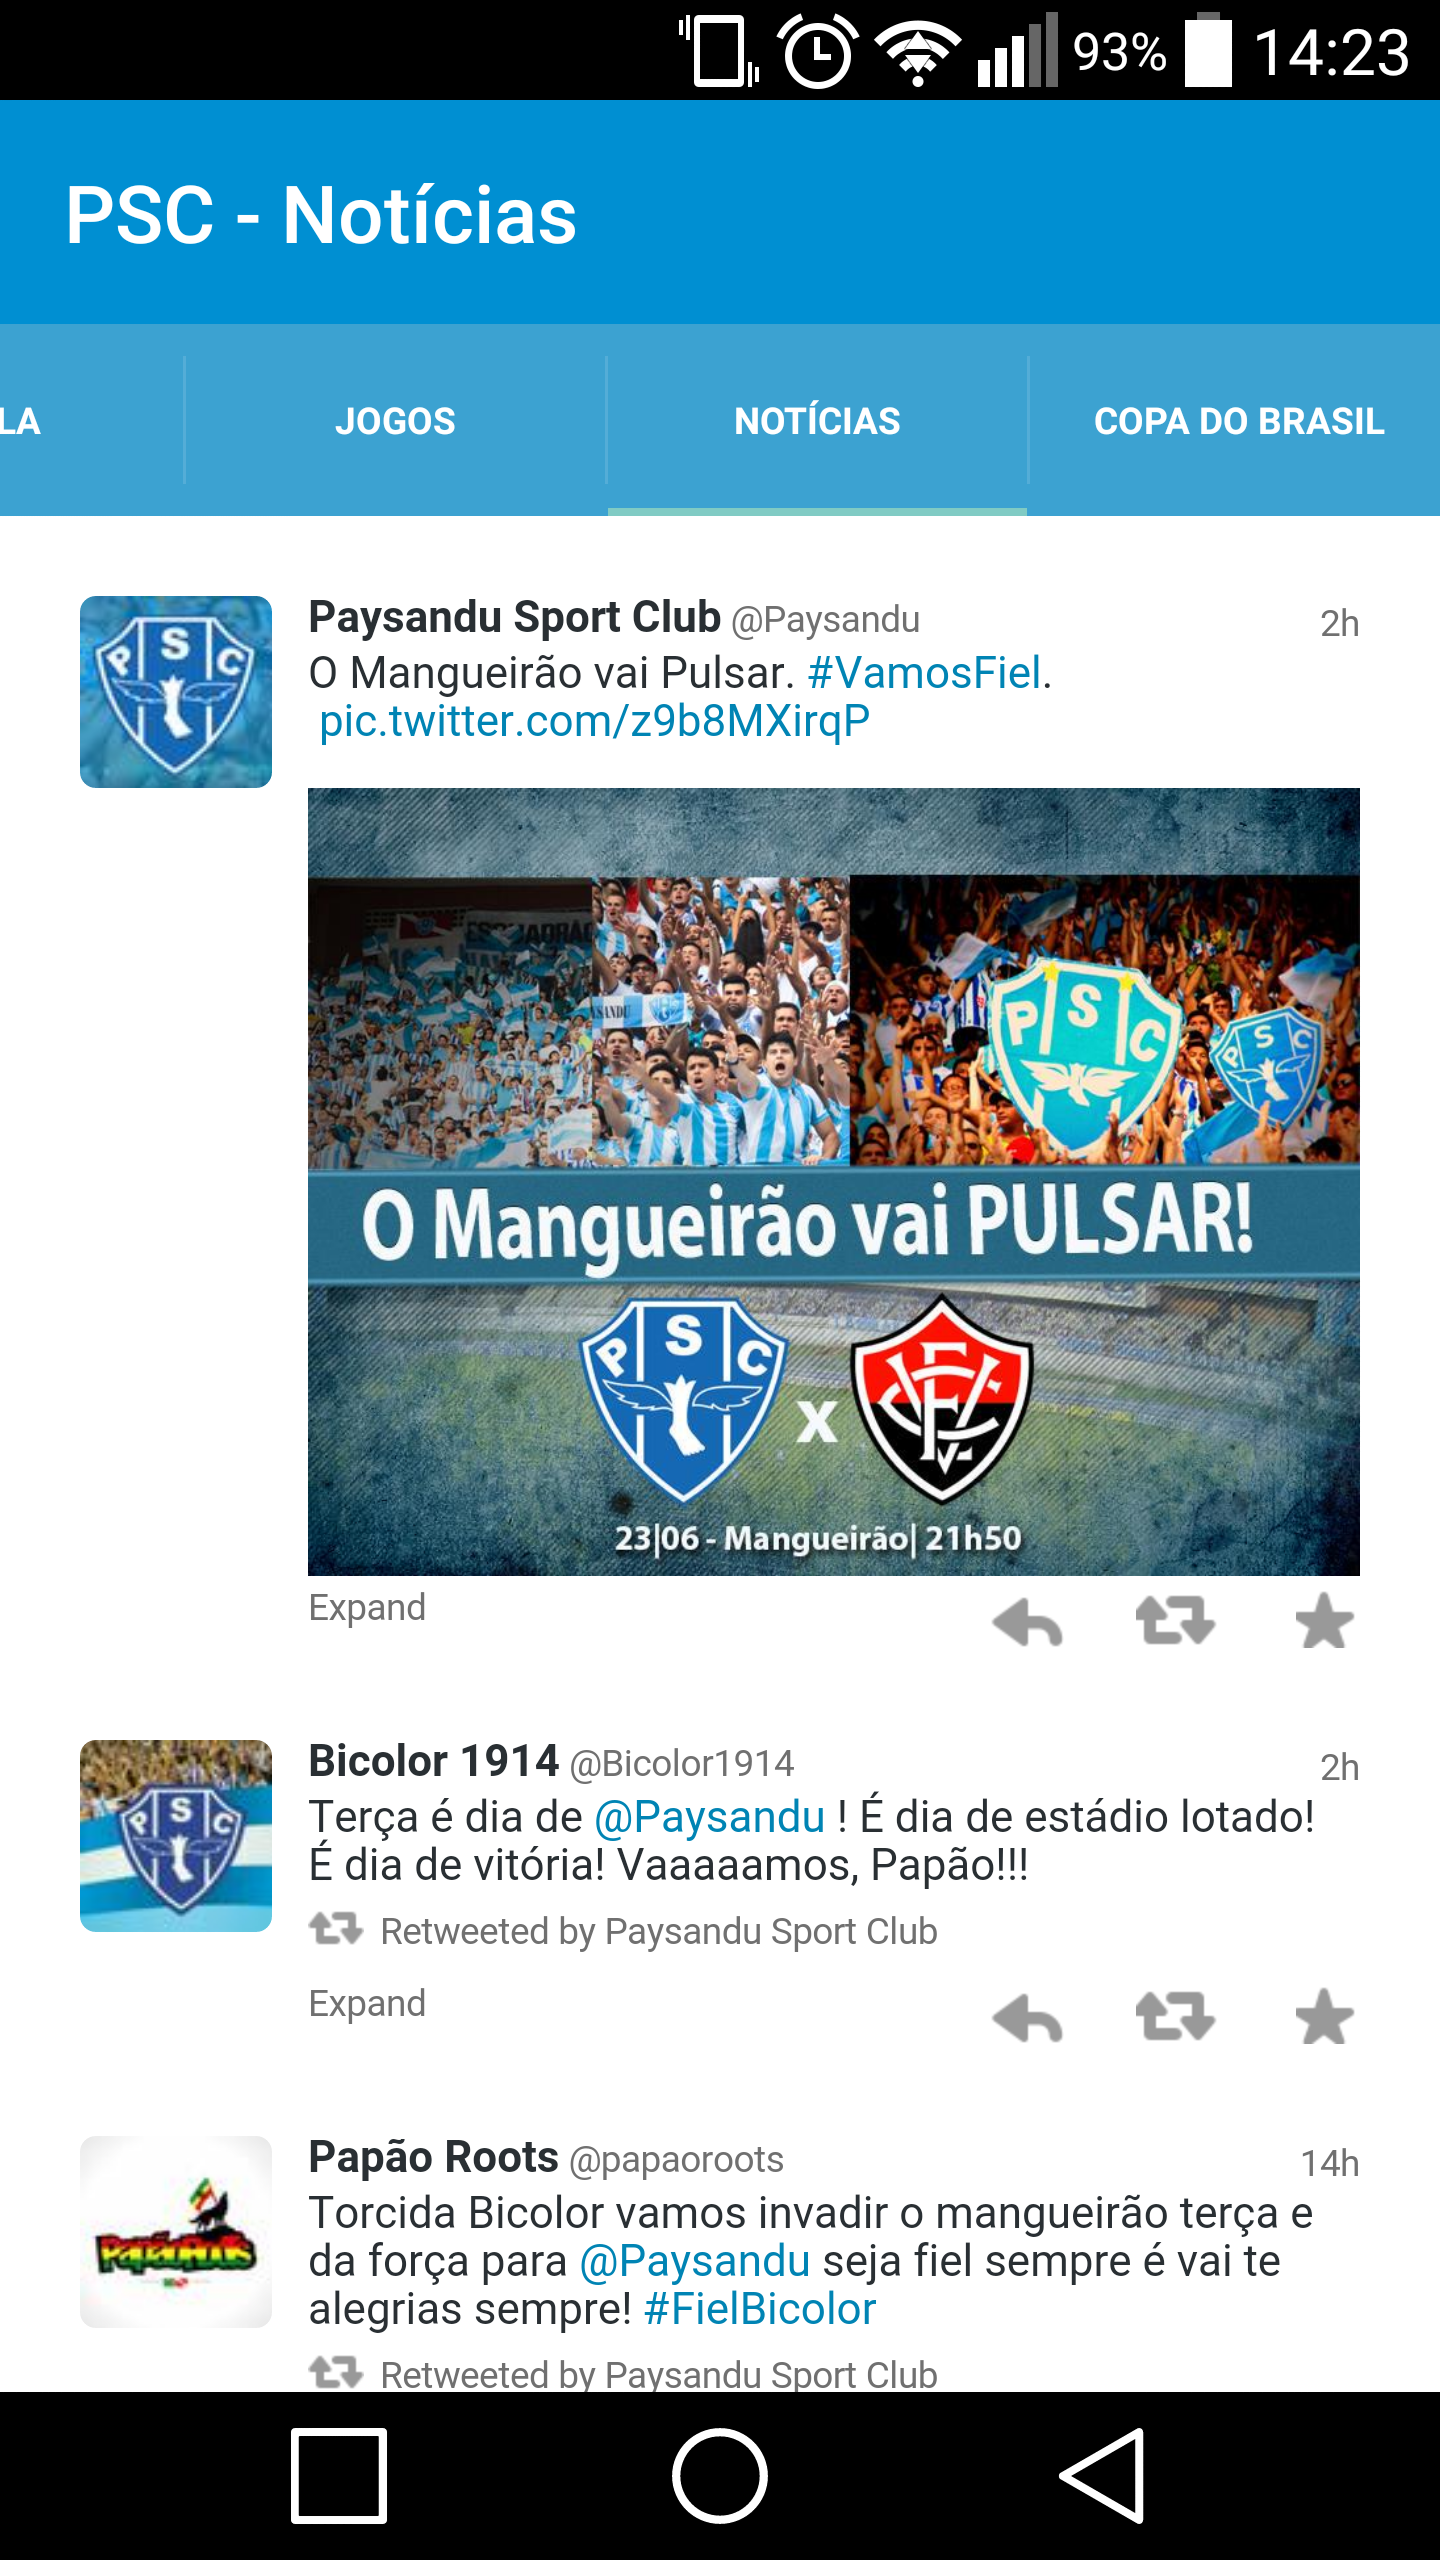 93% 14:23
PSC - Notícias
LA JOGOS NOTÍCIAS COPA DO BRASIL
Paysandu Sport Club @Paysandu 2h
O Mangueirão vai Pulsar. #VamosFiel.
pic.twitter.com/z9b8MXirqP
P S C
P S C
O Mangueirão vai PULSAR!
P S C x
23|06 - Mangueirão| 21h50
Expand
Bicolor 1914 @Bicolor1914 2h
Terça é dia de @Paysandu ! É dia de estádio lotado!
É dia de vitória! Vaaaaaamos, Papão!!!
Retweeted by Paysandu Sport Club
Expand
Papão Roots @papaoroots 14h
Torcida Bicolor vamos invadir o mangueirão terça e
da força para @Paysandu seja fiel sempre é vai te
alegrias sempre! #FielBicolor
Retweeted by Paysandu Sport Club